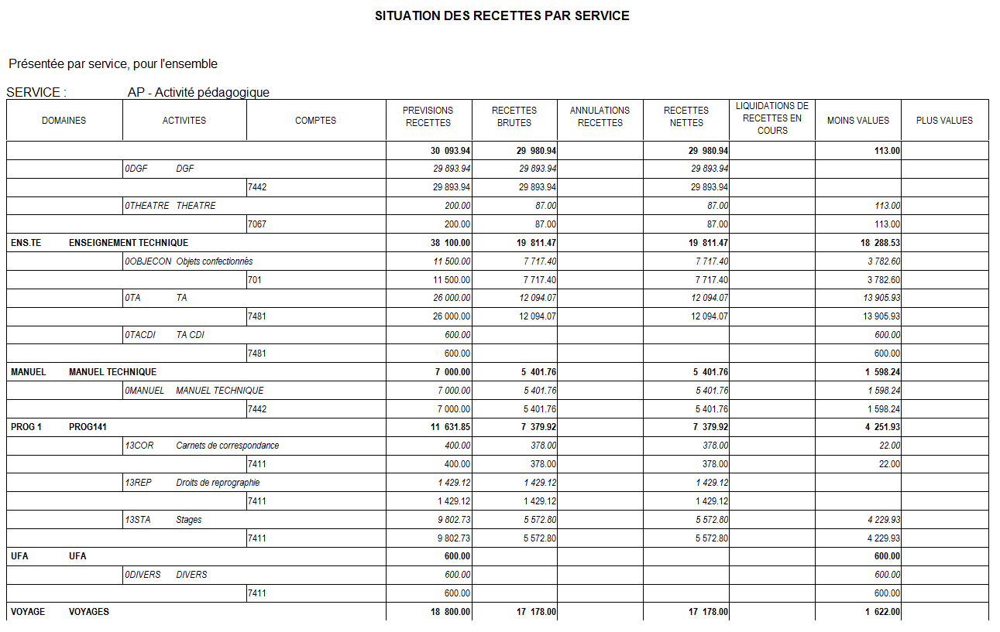 SITUATION DES RECETTES PAR SERVICE
Présentée par service, pour l'ensemble
SERVICE : AP - Activité pédagogique
DOMAINES ACTIVITES COMPTES PREVISIONS RECETTES RECETTES BRUTES ANNULATIONS RECETTES RECETTES NETTES LIQUIDATIONS DE RECETTES EN COURS MOINS VALUES PLUS VALUES
30 093.94 29 980.94 29 980.94 113.00
0DGF DGF 29 893.94 29 893.94 29 893.94
7442 29 893.94 29 893.94 29 893.94
0THEATRE THEATRE 200.00 87.00 87.00 113.00
7067 200.00 87.00 87.00 113.00
ENS.TE ENSEIGNEMENT TECHNIQUE 38 100.00 19 811.47 19 811.47 18 288.53
0OBJECON Objets confectionnés 11 500.00 7 717.40 7 717.40 3 782.60
701 11 500.00 7 717.40 7 717.40 3 782.60
0TA TA 26 000.00 12 094.07 12 094.07 13 905.93
7481 26 000.00 12 094.07 12 094.07 13 905.93
0TACDI TA CDI 600.00 600.00
7481 600.00 600.00
MANUEL MANUEL TECHNIQUE 7 000.00 5 401.76 5 401.76 1 598.24
0MANUEL MANUEL TECHNIQUE 7 000.00 5 401.76 5 401.76 1 598.24
7442 7 000.00 5 401.76 5 401.76 1 598.24
PROG 1 PROG141 11 631.85 7 379.92 7 379.92 4 251.93
13COR Carnets de correspondance 400.00 378.00 378.00 22.00
7411 400.00 378.00 378.00 22.00
13REP Droits de reprographie 1 429.12 1 429.12 1 429.12
7411 1 429.12 1 429.12 1 429.12
13STA Stages 9 802.73 5 572.80 5 572.80 4 229.93
7411 9 802.73 5 572.80 5 572.80 4 229.93
UFA UFA 600.00 600.00
0DIVERS DIVERS 600.00 600.00
7411 600.00 600.00
VOYAGE VOYAGES 18 800.00 17 178.00 17 178.00 1 622.00